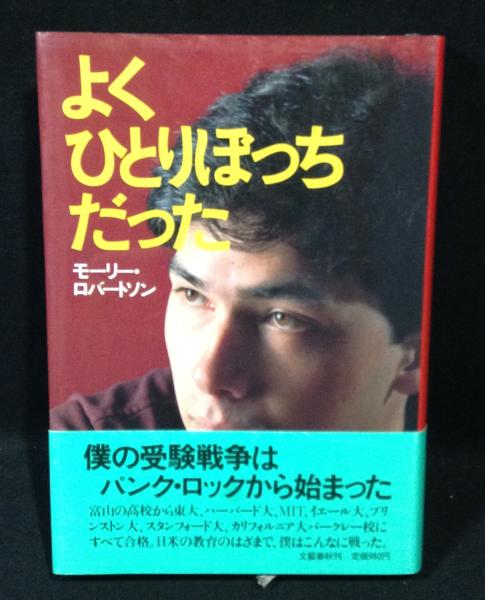 よく
ひとりぼっち
だった
モーリー・
ロバートソン
僕の受験戦争は
パンク・ロックから始まった
富山の高校から東大、ハーバード大、MIT、イエール大、プリ
ンストン大、スタンフォード大、カリフォルニア大バークレー校に
すべて合格。日米の教育のはざまで、僕はこんなに戦った。
文藝春秋刊 定価980円